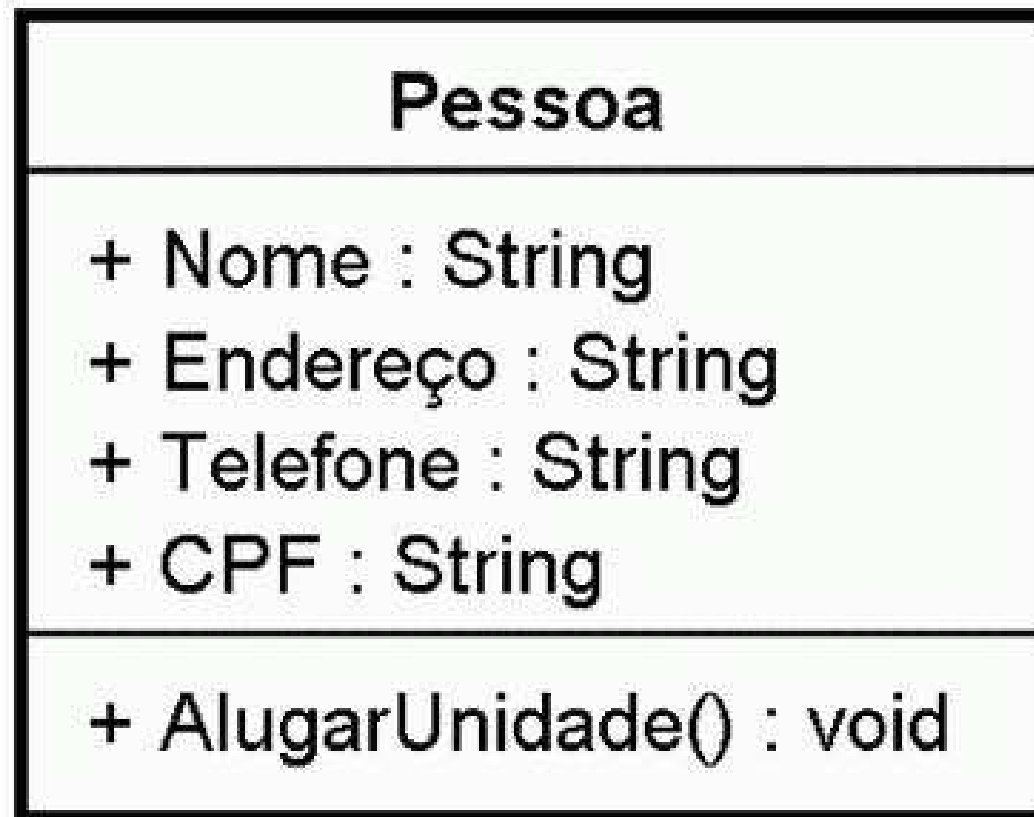 Pessoa
+ Nome : String
+ Endereço : String
+ Telefone : String
+ CPF : String
+ AlugarUnidade() : void